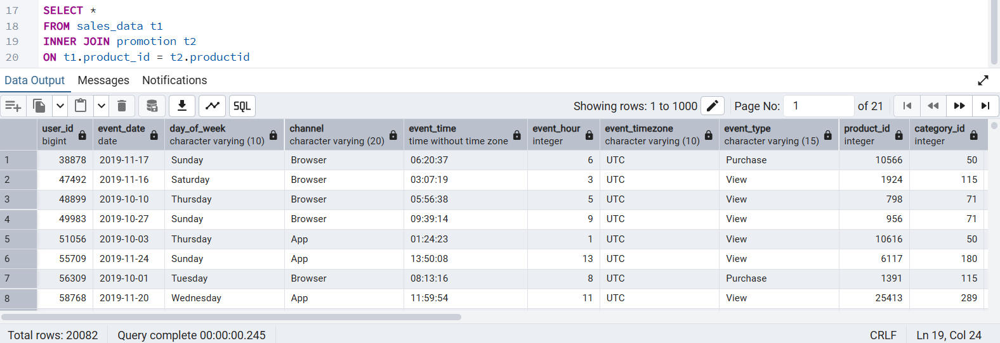 17 SELECT *
18 FROM sales_data t1
19 INNER JOIN promotion t2
20 ON t1.product_id = t2.productid
Data Output Messages Notifications
SQL Showing rows: 1 to 1000 Page No: 1 of 21
user_id event_date day_of_week channel event_time event_hour event_timezone event_type product_id category_id
bigint date character varying (10) character varying (20) time without time zone integer character varying (10) character varying (15) integer integer
1 38878 2019-11-17 Sunday Browser 06:20:37 6 UTC Purchase 10566 50
2 47492 2019-11-16 Saturday Browser 03:07:19 3 UTC View 1924 115
3 48899 2019-10-10 Thursday Browser 05:56:38 5 UTC View 798 71
4 49983 2019-10-27 Sunday Browser 09:39:14 9 UTC View 956 71
5 51056 2019-10-03 Thursday App 01:24:23 1 UTC View 10616 50
6 55709 2019-11-24 Sunday App 13:50:08 13 UTC View 6117 180
7 56309 2019-10-01 Tuesday Browser 08:13:16 8 UTC Purchase 1391 115
8 58768 2019-11-20 Wednesday App 11:59:54 11 UTC View 25413 289
Total rows: 20082 Query complete 00:00:00.245 CRLF Ln 19, Col 24